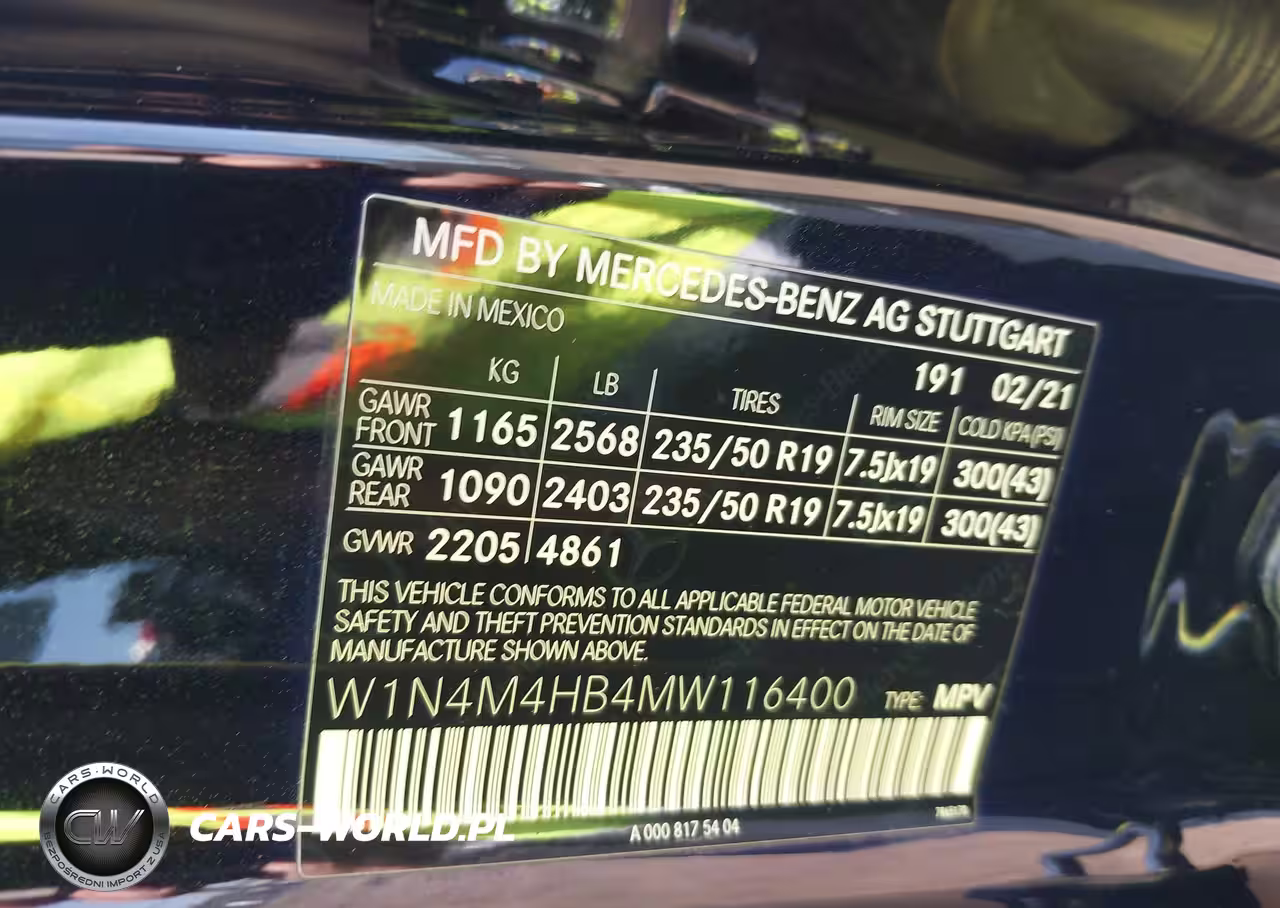 MFD BY MERCEDES-BENZ AG STUTTGART
MADE IN MEXICO
191 02/21
KG LB TIRES RIM SIZE COLD KPA(PSI)
GAWR FRONT 1165 2568 235/50 R19 7.5Jx19 300(43)
GAWR REAR 1090 2403 235/50 R19 7.5Jx19 300(43)
GVWR 2205 4861
THIS VEHICLE CONFORMS TO ALL APPLICABLE FEDERAL MOTOR VEHICLE
SAFETY AND THEFT PREVENTION STANDARDS IN EFFECT ON THE DATE OF
MANUFACTURE SHOWN ABOVE.
W1N4M4HB4MW116400 TYPE: MPV
A 000 817 54 04
CARS-WORLD
CW
BEZPOŚREDNI IMPORT Z USA
CARS-WORLD.PL